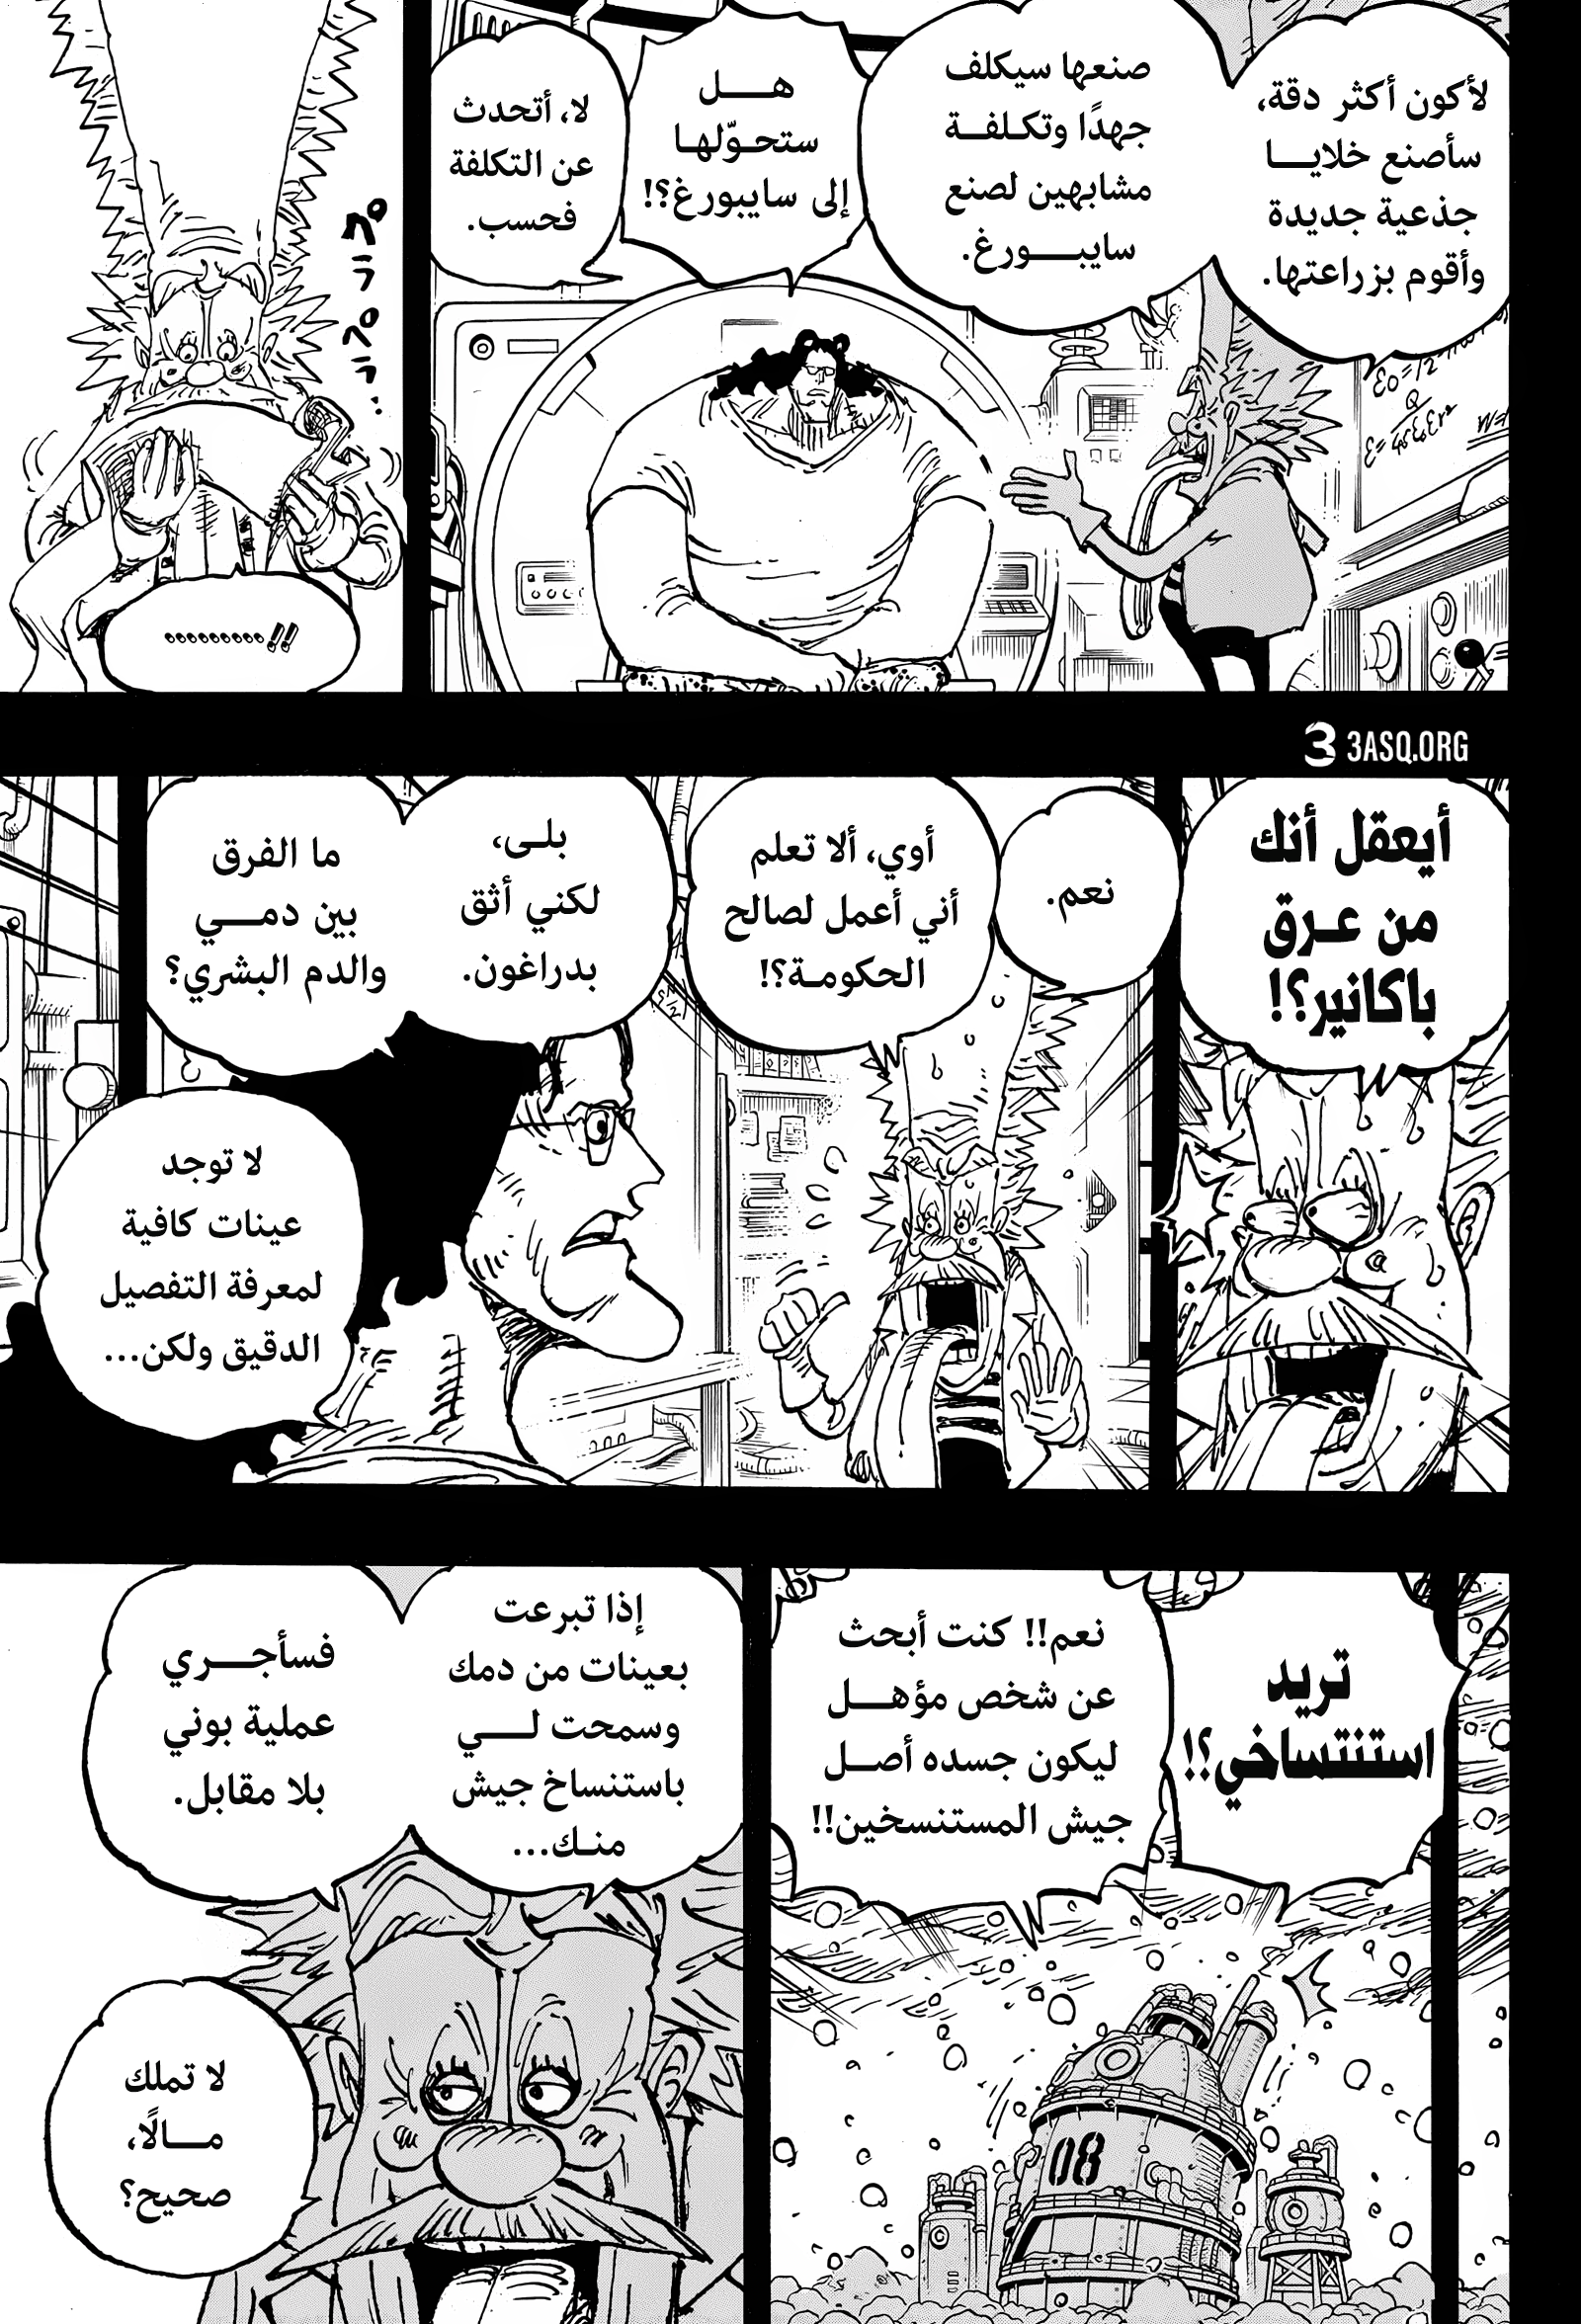 لأكون أكثر دقة،
سأصنع خلايا
جذعية جديدة
وأقوم بزراعتها.
صنعها سيكلف
جهدًا وتكلفة
مشابهين لصنع
سايبورغ.
هل
ستحوّلها
إلى سايبورغ؟!
لا، أتحدث
عن التكلفة
فحسب.
.........!!
3 3ASQ.ORG
أيعقل أنك
من عرق
باكانير؟!
نعم.
أوي، ألا تعلم
أني أعمل لصالح
الحكومة؟!
بلى،
لكني أثق
بدراغون.
ما الفرق
بين دمي
والدم البشري؟
لا توجد
عينات كافية
لمعرفة التفصيل
الدقيق ولكن...
تريد
استنتساخي؟!
نعم!! كنت أبحث
عن شخص مؤهل
ليكون جسده أصل
جيش المستنسخين!!
08
إذا تبرعت
بعينات من دمك
وسمحت لي
باستنساخ جيش
منك...
فسأجري
عملية بوني
بلا مقابل.
لا تملك
مالًا،
صحيح؟